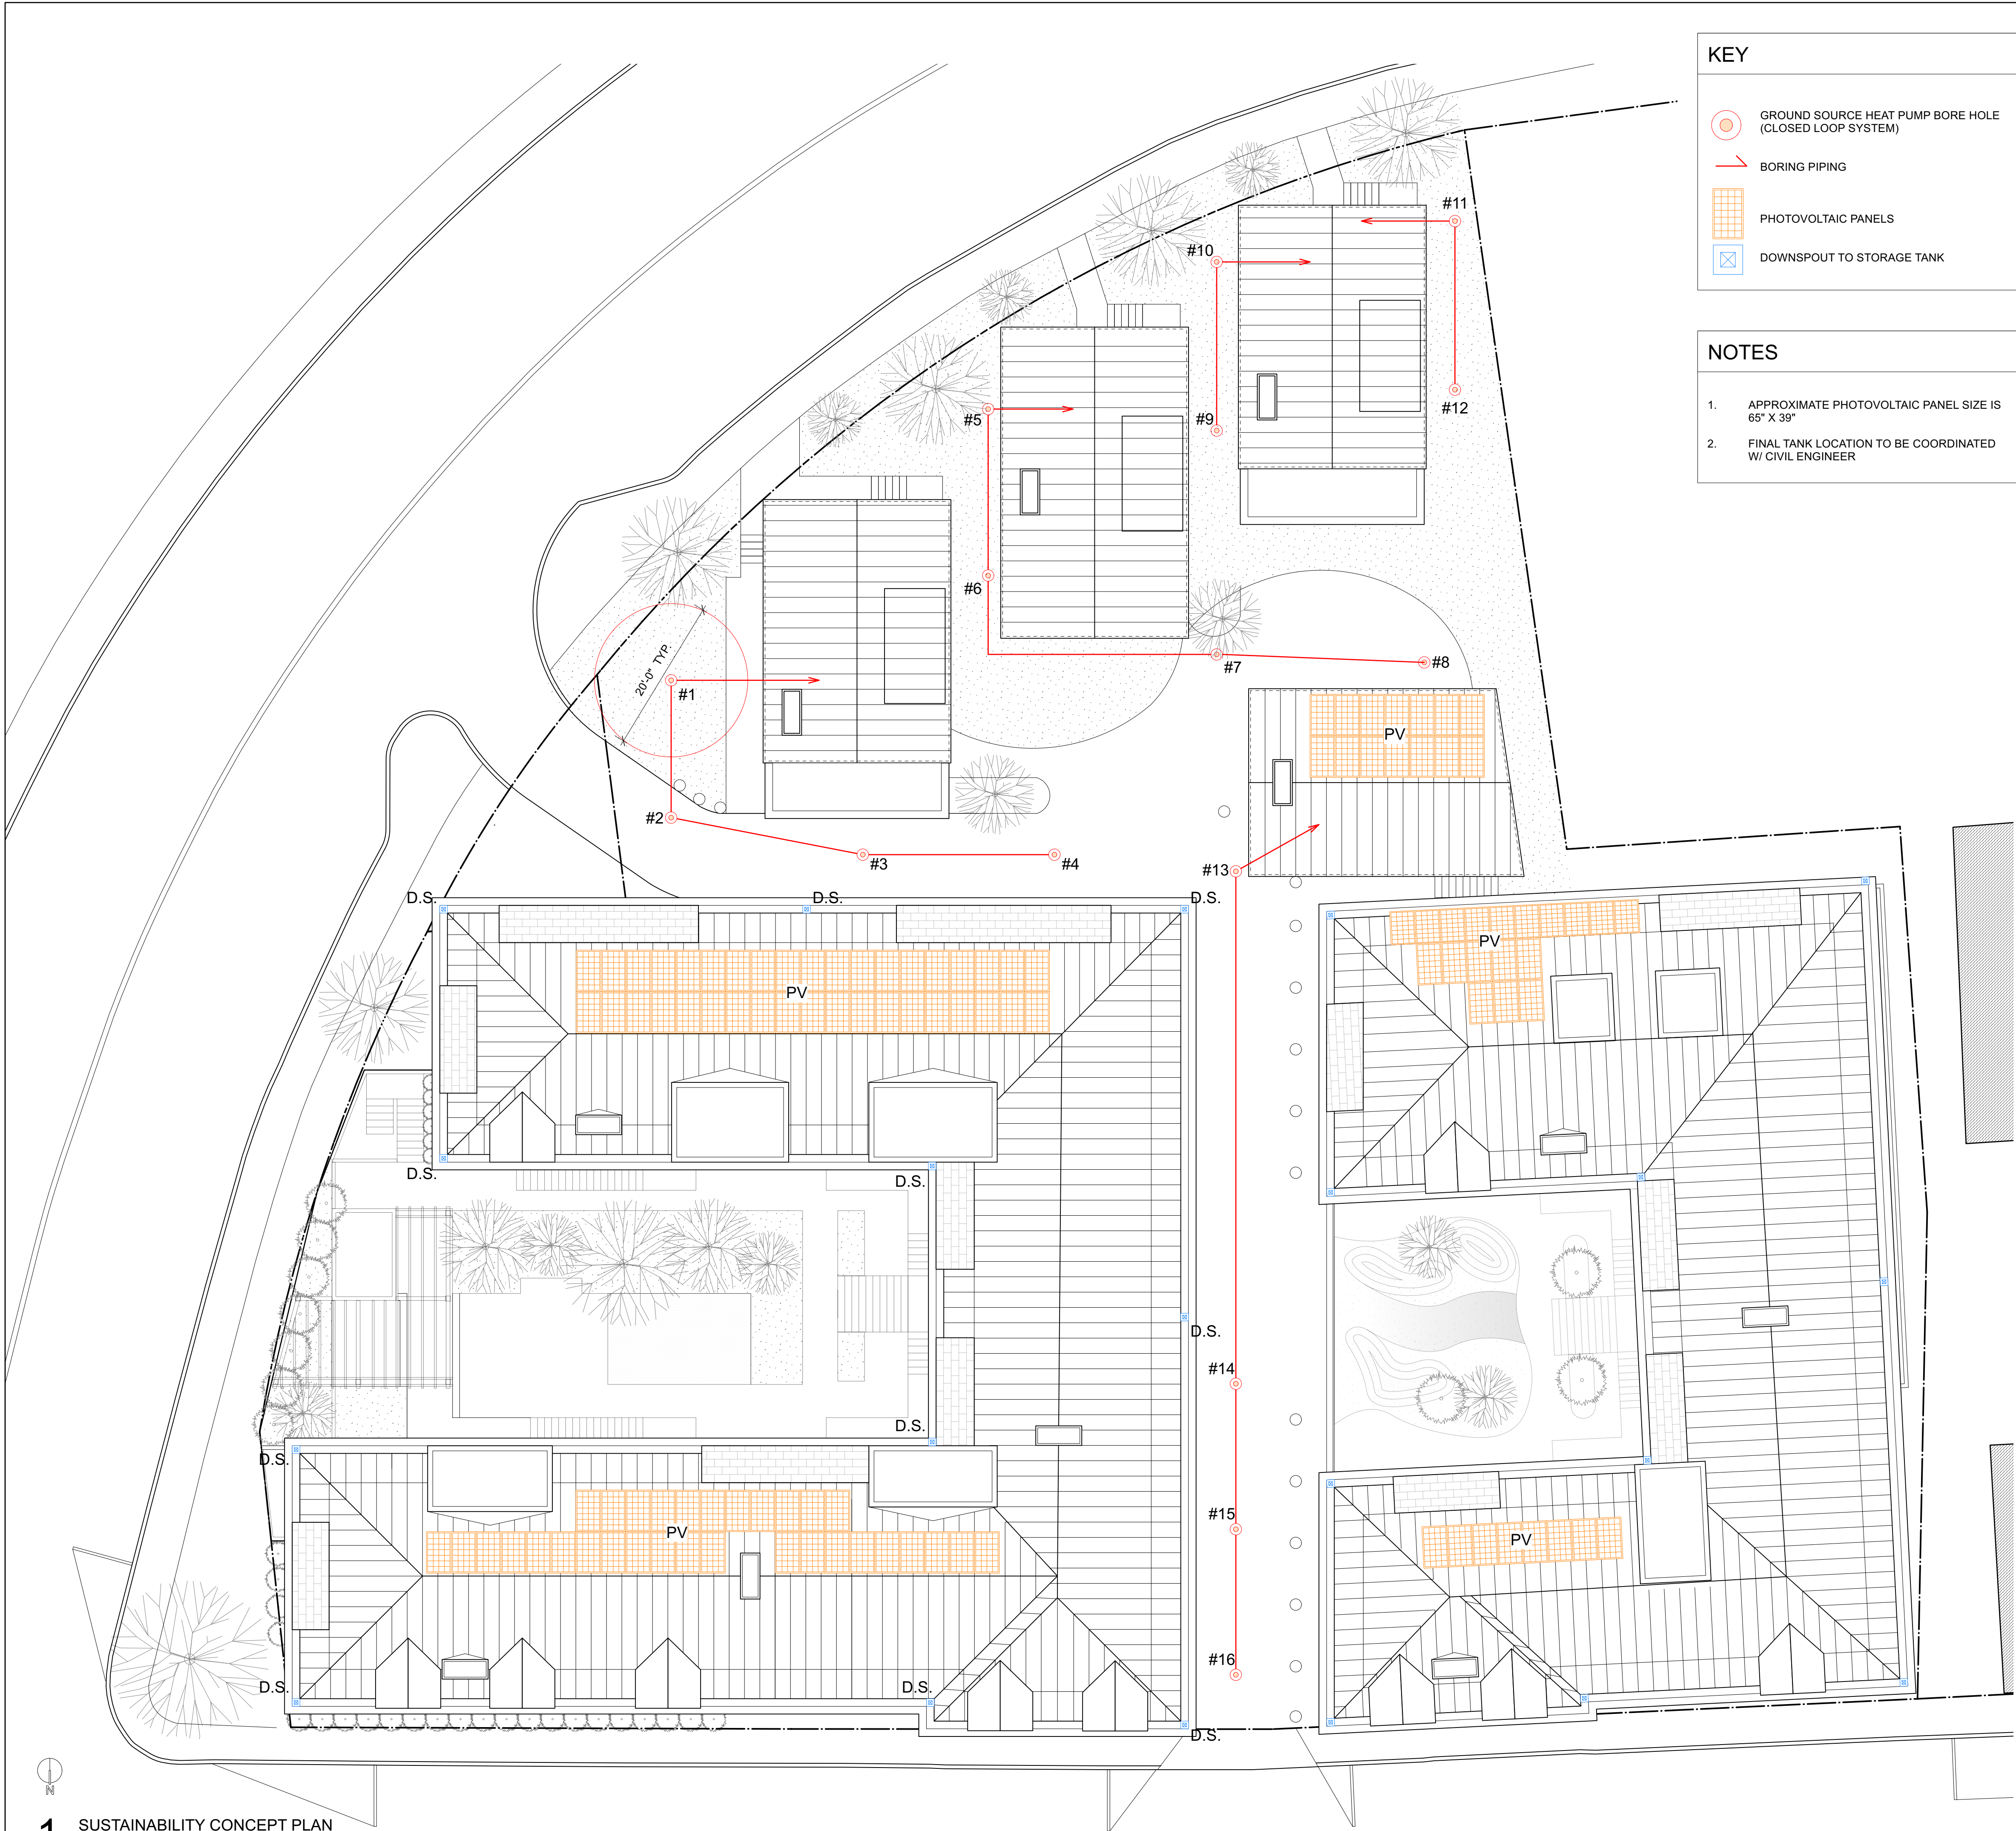 KEY
GROUND SOURCE HEAT PUMP BORE HOLE
(CLOSED LOOP SYSTEM)
BORING PIPING
PHOTOVOLTAIC PANELS
DOWNSPOUT TO STORAGE TANK
NOTES
1. APPROXIMATE PHOTOVOLTAIC PANEL SIZE IS
65" X 39"
2. FINAL TANK LOCATION TO BE COORDINATED
W/ CIVIL ENGINEER
#11
#10
#12
#9
#5
#6
#7
#8
20'-0" TYP.
#1
#2
#3
#4
PV
#13
D.S.
D.S.
D.S.
PV
PV
D.S.
D.S.
D.S.
#14
D.S.
D.S.
#15
PV
PV
#16
D.S.
D.S.
D.S.
N
1 SUSTAINABILITY CONCEPT PLAN